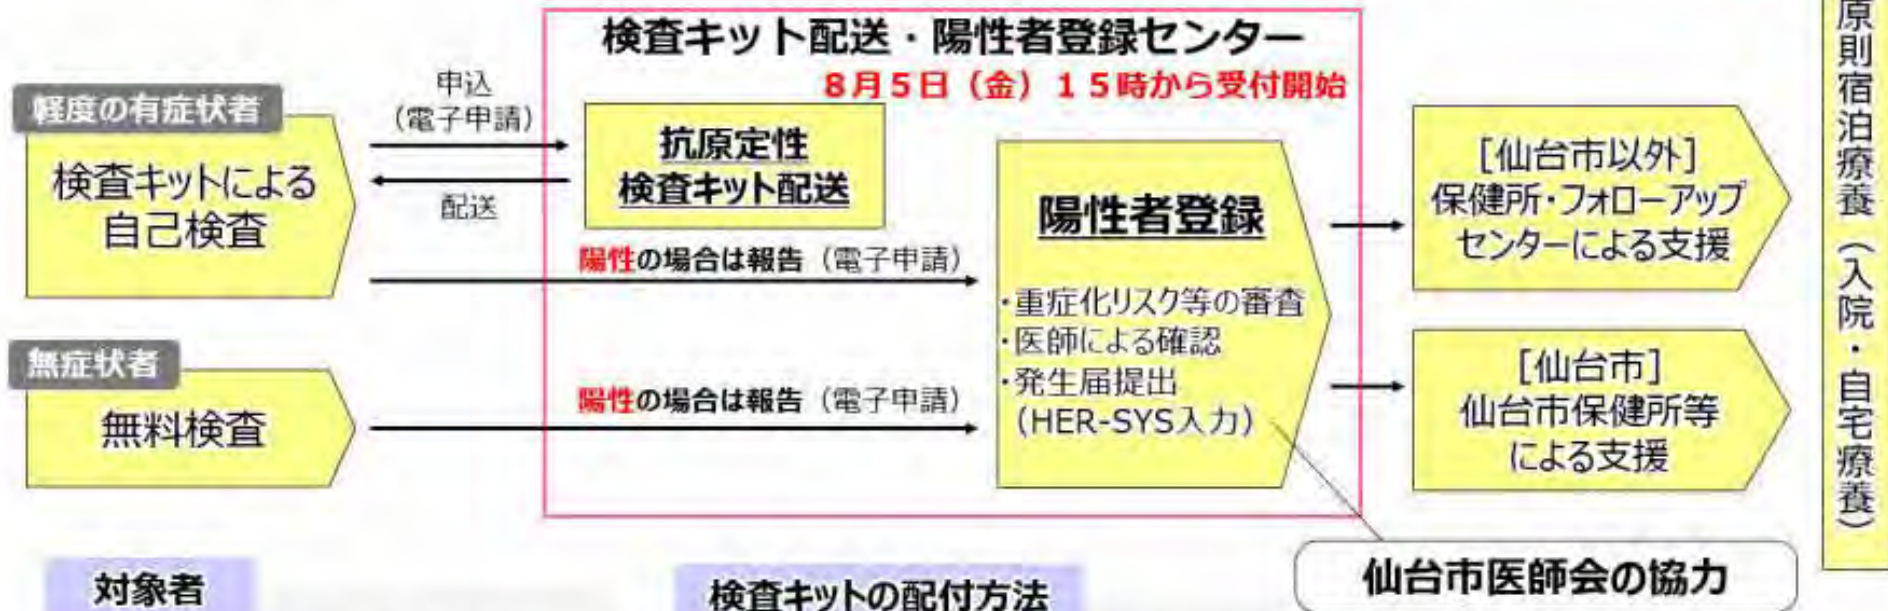 検査キット配送・陽性者登録センター
8月5日(金)15時から受付開始
軽度の有症状者
検査キットによる
自己検査
申込
(電子申請)
配送
抗原定性
検査キット配送
陽性の場合は報告(電子申請)
無症状者
無料検査
陽性の場合は報告(電子申請)
陽性者登録
・重症化リスク等の審査
・医師による確認
・発生届提出
(HER-SYS入力)
[仙台市以外]
保健所・フォローアップ
センターによる支援
[仙台市]
仙台市保健所等
による支援
原則宿泊療養(入院・自宅療養)
仙台市医師会の協力
対象者
検査キットの配付方法